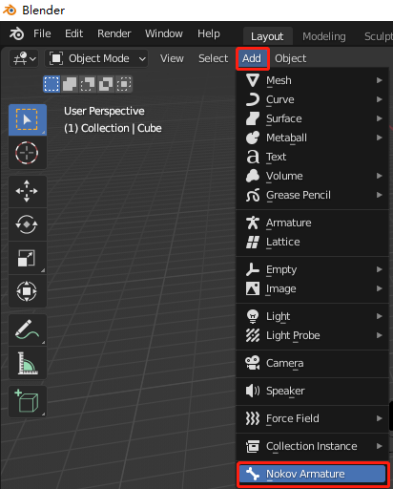 Blender
File Edit Render Window Help Layout Modeling Sculpt
Object Mode View Select Add Object
User Perspective
(1) Collection | Cube
Mesh
Curve
Surface
Metaball
Text
Volume
Grease Pencil
Armature
Lattice
Empty
Image
Light
Light Probe
Camera
Speaker
Force Field
Collection Instance
Nokov Armature